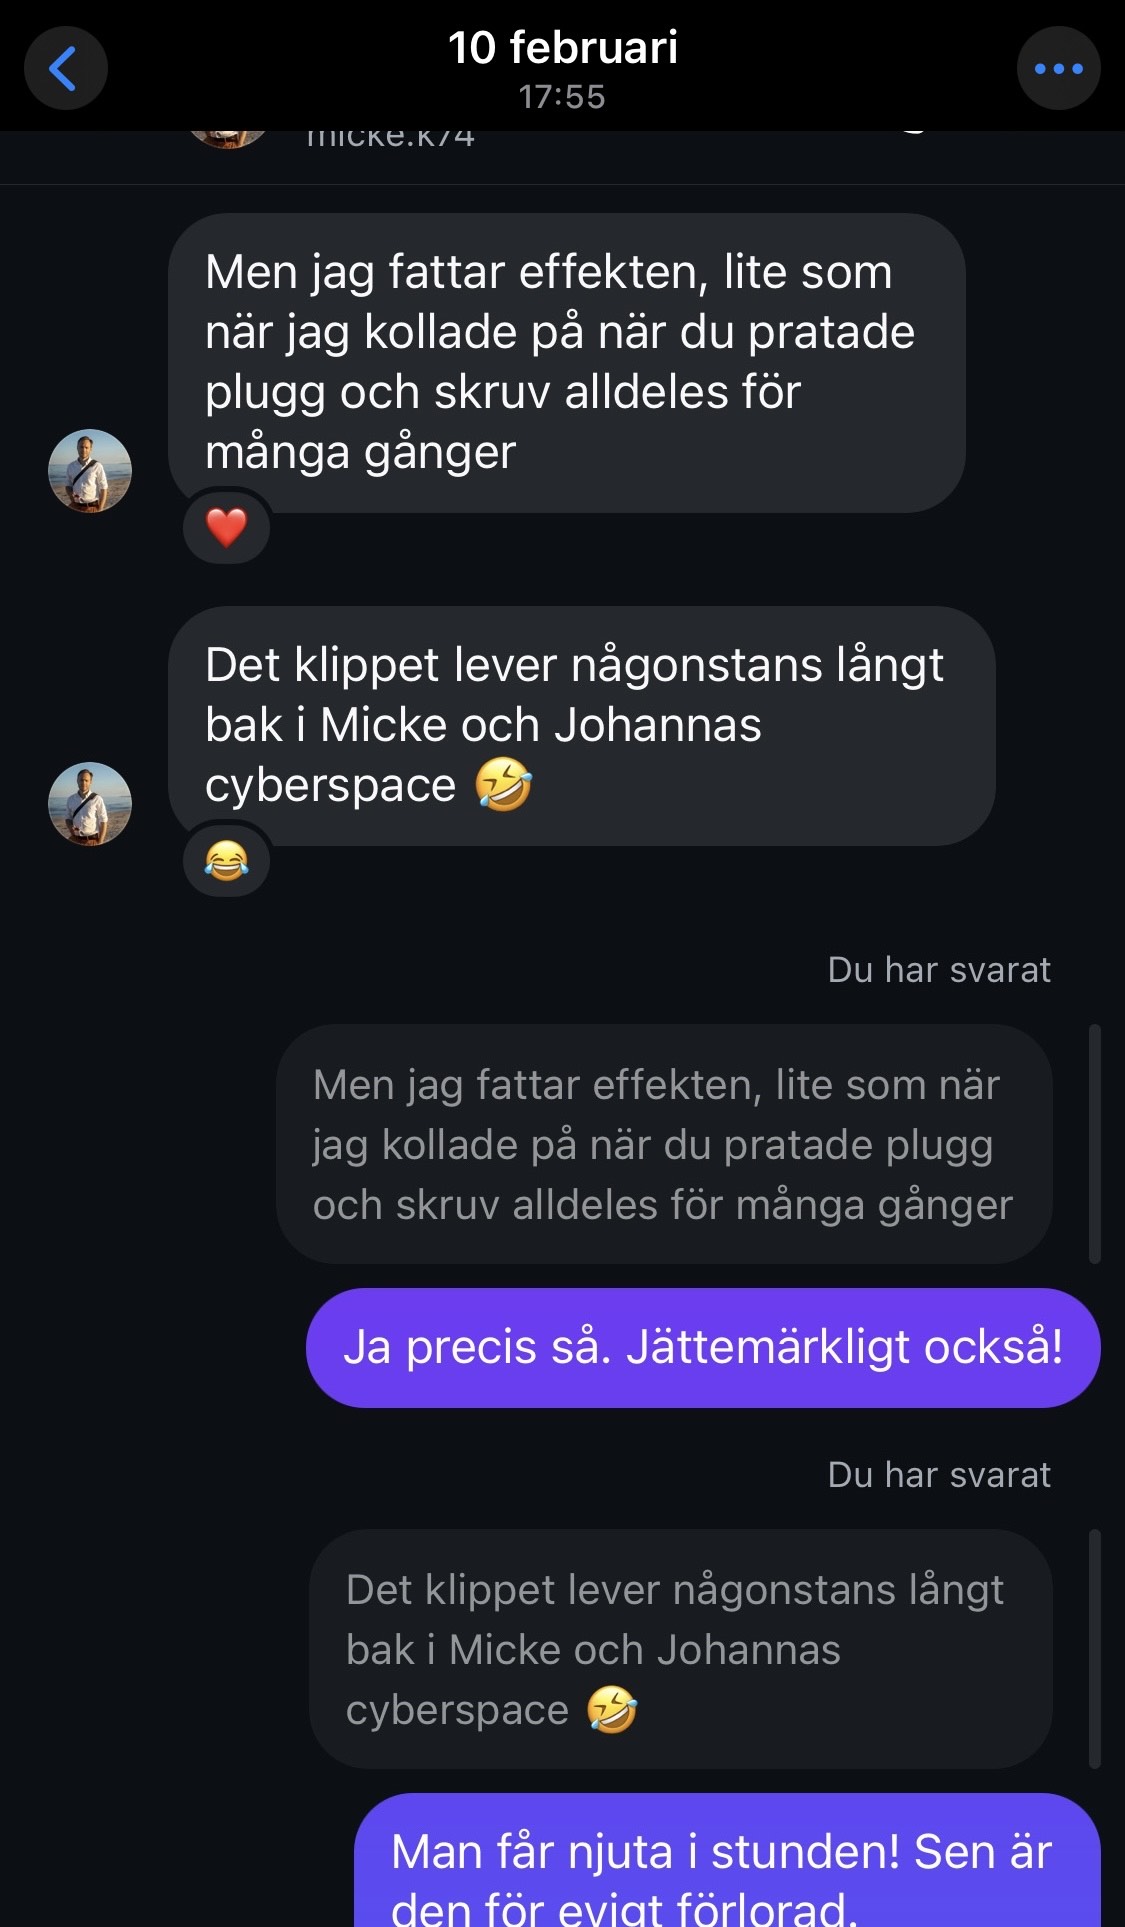 10 februari
17:55
micke.k74
Men jag fattar effekten, lite som
när jag kollade på när du pratade
plugg och skruv alldeles för
många gånger
❤️
Det klippet lever någonstans långt
bak i Micke och Johannas
cyberspace 🤣
😂
Du har svarat
Men jag fattar effekten, lite som när
jag kollade på när du pratade plugg
och skruv alldeles för många gånger
Ja precis så. Jättemärkligt också!
Du har svarat
Det klippet lever någonstans långt
bak i Micke och Johannas
cyberspace 🤣
Man får njuta i stunden! Sen är
den för evigt förlorad.